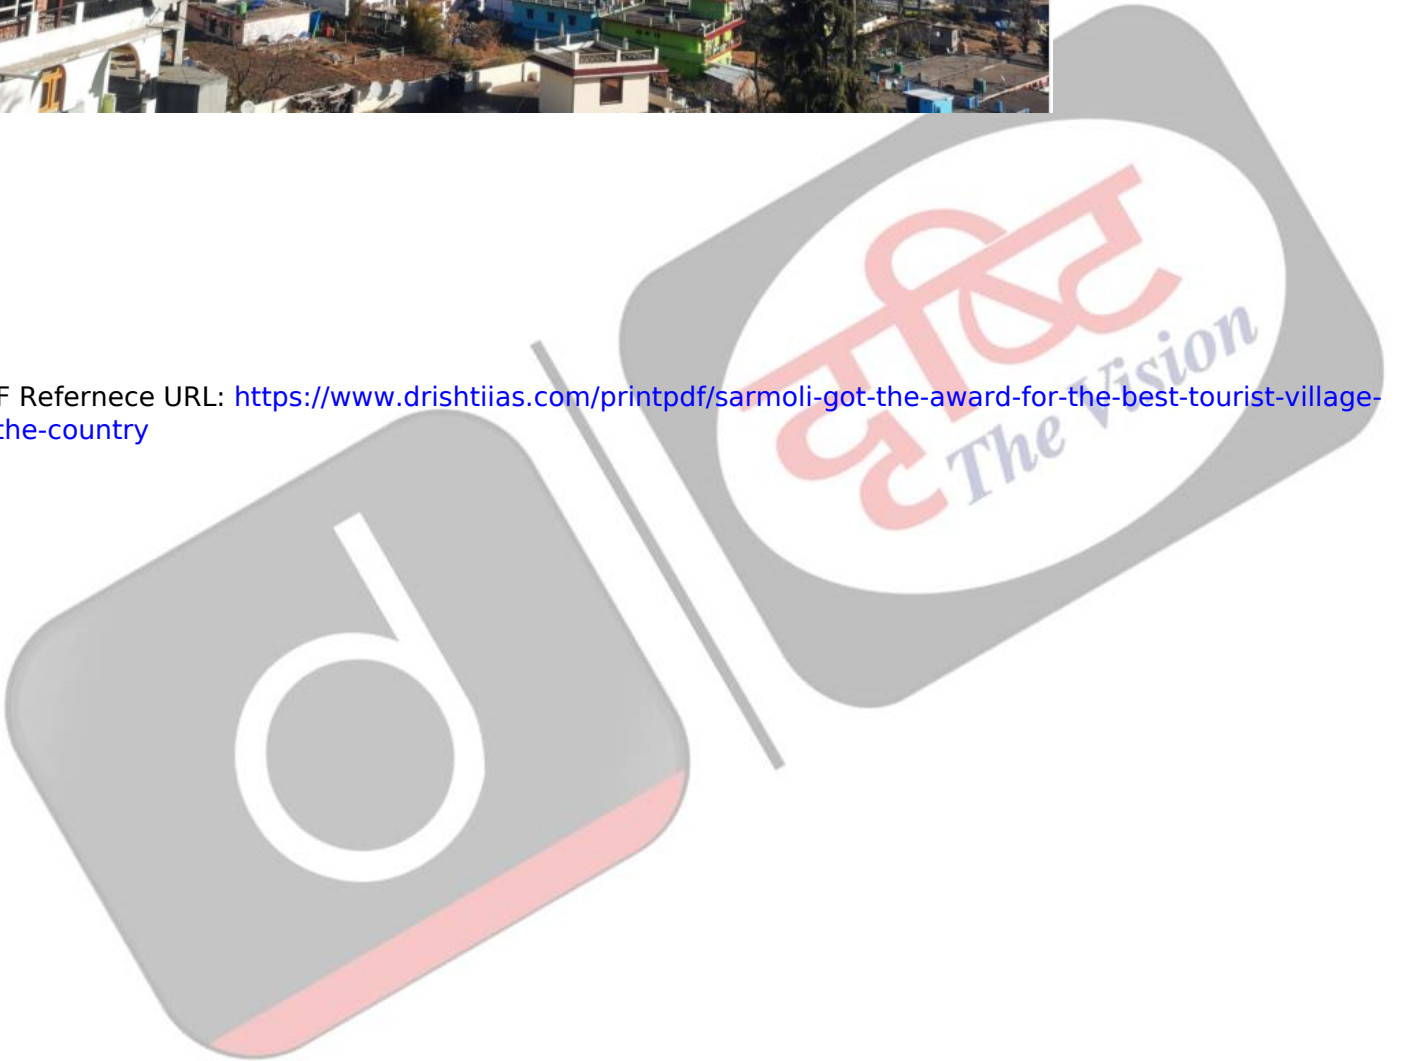 F Refernece URL: https://www.drishtiias.com/printpdf/sarmoli-got-the-award-for-the-best-tourist-village-
the-country
दृष्टि
The Vision
d